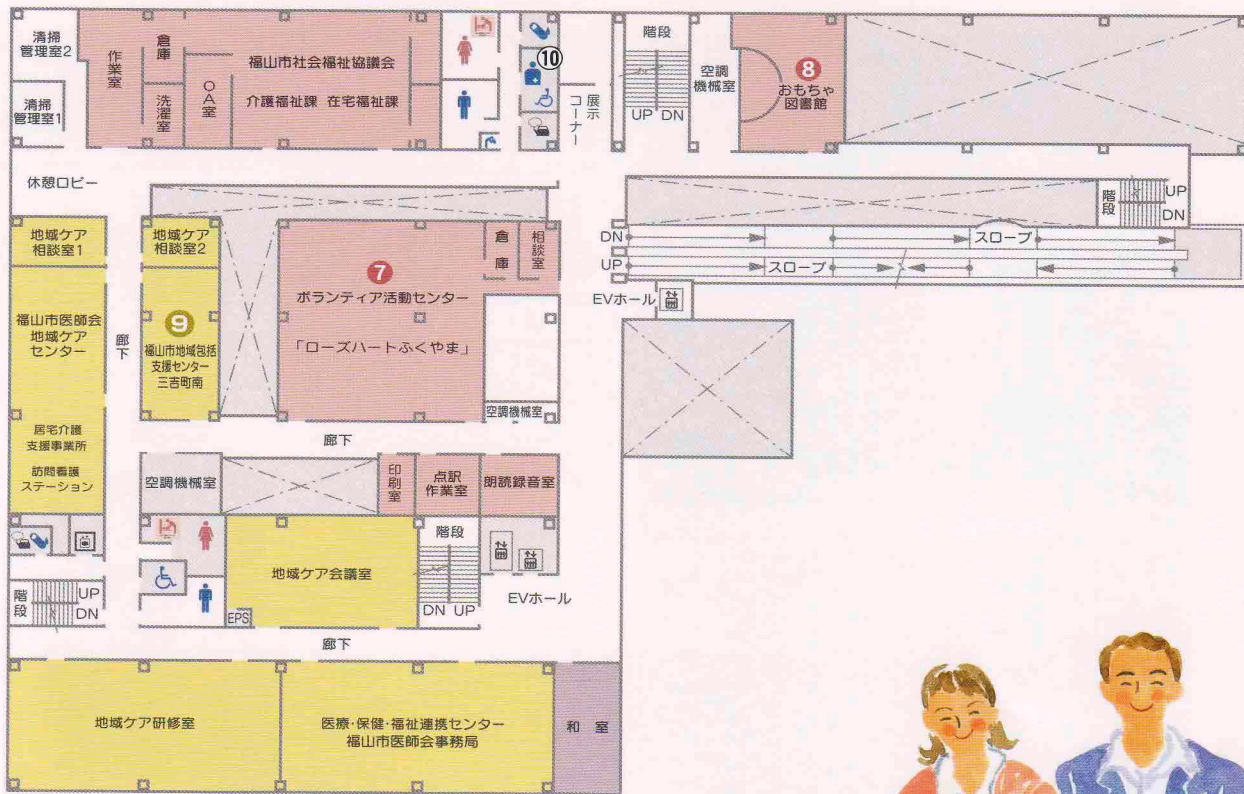 清掃
管理室2
清掃
管理室1
作業室
倉庫
洗濯室
OA室
福山市社会福祉協議会
介護福祉課 在宅福祉課
⑩
展示
コーナー
階段
UP DN
空調
機械室
8
おもちゃ
図書館
休憩ロビー
階段
UP
DN
DN
スロープ
UP
スロープ
EVホール
地域ケア
相談室1
福山市医師会
地域ケア
センター
居宅介護
支援事業所
訪問看護
ステーション
廊下
地域ケア
相談室2
9
福山市地域包括
支援センター
三吉町南
7
ボランティア活動センター
「ローズハートふくやま」
倉庫
相談室
空調機械室
廊下
空調機械室
印刷室
点訳
作業室
朗読録音室
階段
UP
DN
地域ケア会議室
EPS
階段
DN UP
EVホール
廊下
地域ケア研修室
医療・保健・福祉連携センター
福山市医師会事務局
和室